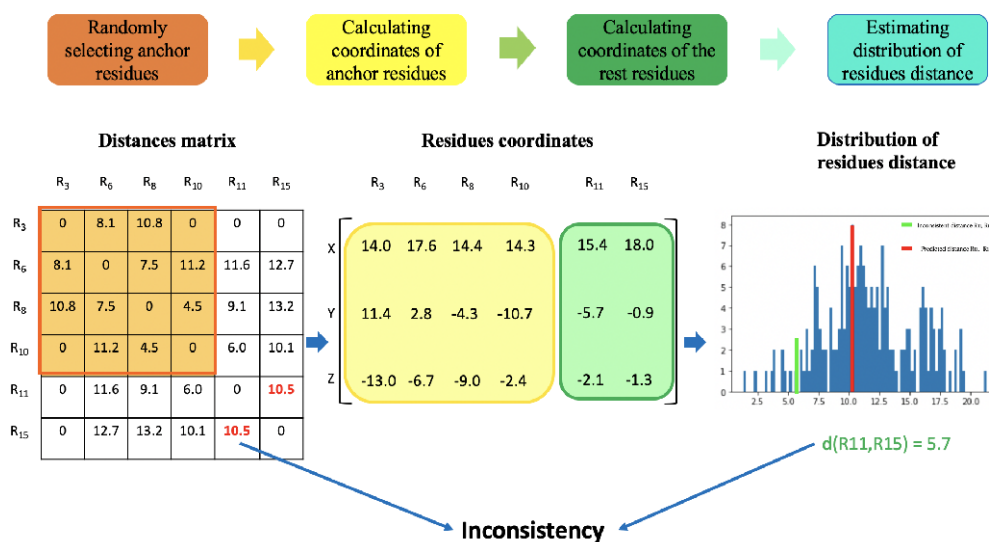 Randomly
selecting anchor
residues
Calculating
coordinates of
anchor residues
Calculating
coordinates of the
rest residues
Estimating
distribution of
residues distance
Distances matrix
R3 R6 R8 R10 R11 R15
R3 0 8.1 10.8 0 0 0
R6 8.1 0 7.5 11.2 11.6 12.7
R8 10.8 7.5 0 4.5 9.1 13.2
R10 0 11.2 4.5 0 6.0 10.1
R11 0 11.6 9.1 6.0 0 10.5
R15 0 12.7 13.2 10.1 10.5 0
Residues coordinates
R3 R6 R8 R10 R11 R15
X 14.0 17.6 14.4 14.3 15.4 18.0
Y 11.4 2.8 -4.3 -10.7 -5.7 -0.9
Z -13.0 -6.7 -9.0 -2.4 -2.1 -1.3
Distribution of
residues distance
Inconsistent distance
Predicted distance
8
7
6
5
4
3
2
1
0
2.5 5.0 7.5 10.0 12.5 15.0 17.5 20.0
d(R11,R15) = 5.7
Inconsistency